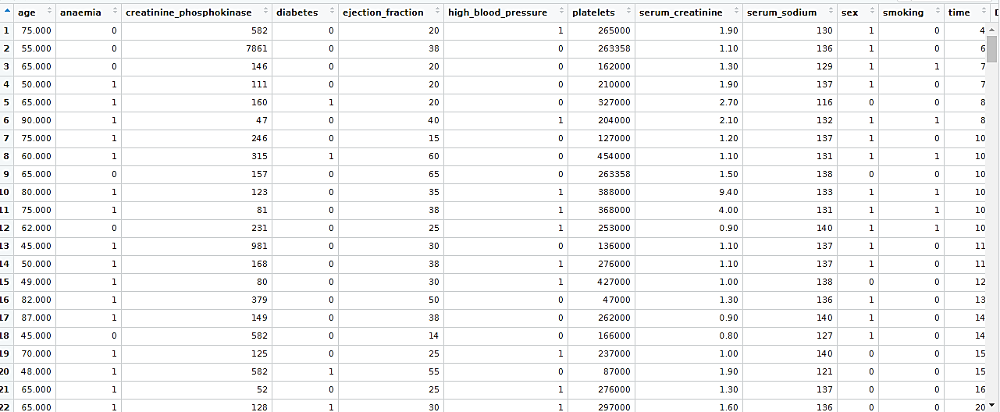 age anaemia creatinine_phosphokinase diabetes ejection_fraction high_blood_pressure platelets serum_creatinine serum_sodium sex smoking time
1 75.000 0 582 0 20 1 265000 1.90 130 1 0 4
2 55.000 0 7861 0 38 0 263358 1.10 136 1 0 6
3 65.000 0 146 0 20 0 162000 1.30 129 1 1 7
4 50.000 1 111 0 20 0 210000 1.90 137 1 0 7
5 65.000 1 160 1 20 0 327000 2.70 116 0 0 8
6 90.000 1 47 0 40 1 204000 2.10 132 1 1 8
7 75.000 1 246 0 15 0 127000 1.20 137 1 0 10
8 60.000 1 315 1 60 0 454000 1.10 131 1 1 10
9 65.000 0 157 0 65 0 263358 1.50 138 0 0 10
10 80.000 1 123 0 35 1 388000 9.40 133 1 1 10
11 75.000 1 81 0 38 1 368000 4.00 131 1 1 10
12 62.000 0 231 0 25 1 253000 0.90 140 1 1 10
13 45.000 1 981 0 30 0 136000 1.10 137 1 0 11
14 50.000 1 168 0 38 1 276000 1.10 137 1 0 11
15 49.000 1 80 0 30 1 427000 1.00 138 0 0 12
16 82.000 1 379 0 50 0 47000 1.30 136 1 0 13
17 87.000 1 149 0 38 0 262000 0.90 140 1 0 14
18 45.000 0 582 0 14 0 166000 0.80 127 1 0 14
19 70.000 1 125 0 25 1 237000 1.00 140 0 0 15
20 48.000 1 582 1 55 0 87000 1.90 121 0 0 15
21 65.000 1 52 0 25 1 276000 1.30 137 0 0 16
22 65.000 1 128 1 30 1 297000 1.60 136 0 0 20